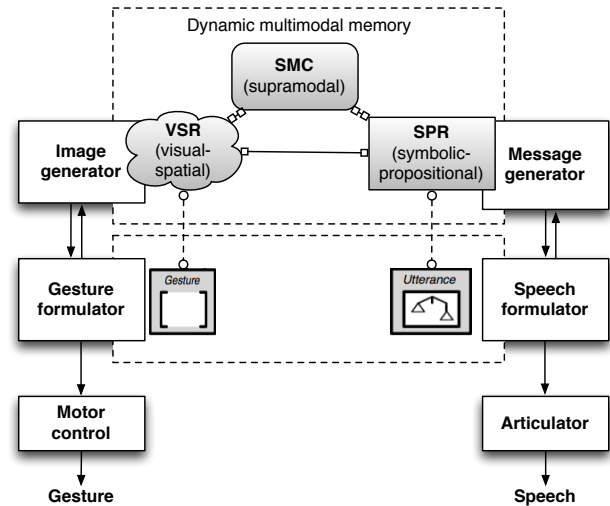 Dynamic multimodal memory
SMC
(supramodal)
VSR
(visual-
spatial)
SPR
(symbolic-
propositional)
Image
generator
Message
generator
Gesture
formulator
Gesture
Utterance
Speech
formulator
Motor
control
Articulator
Gesture
Speech